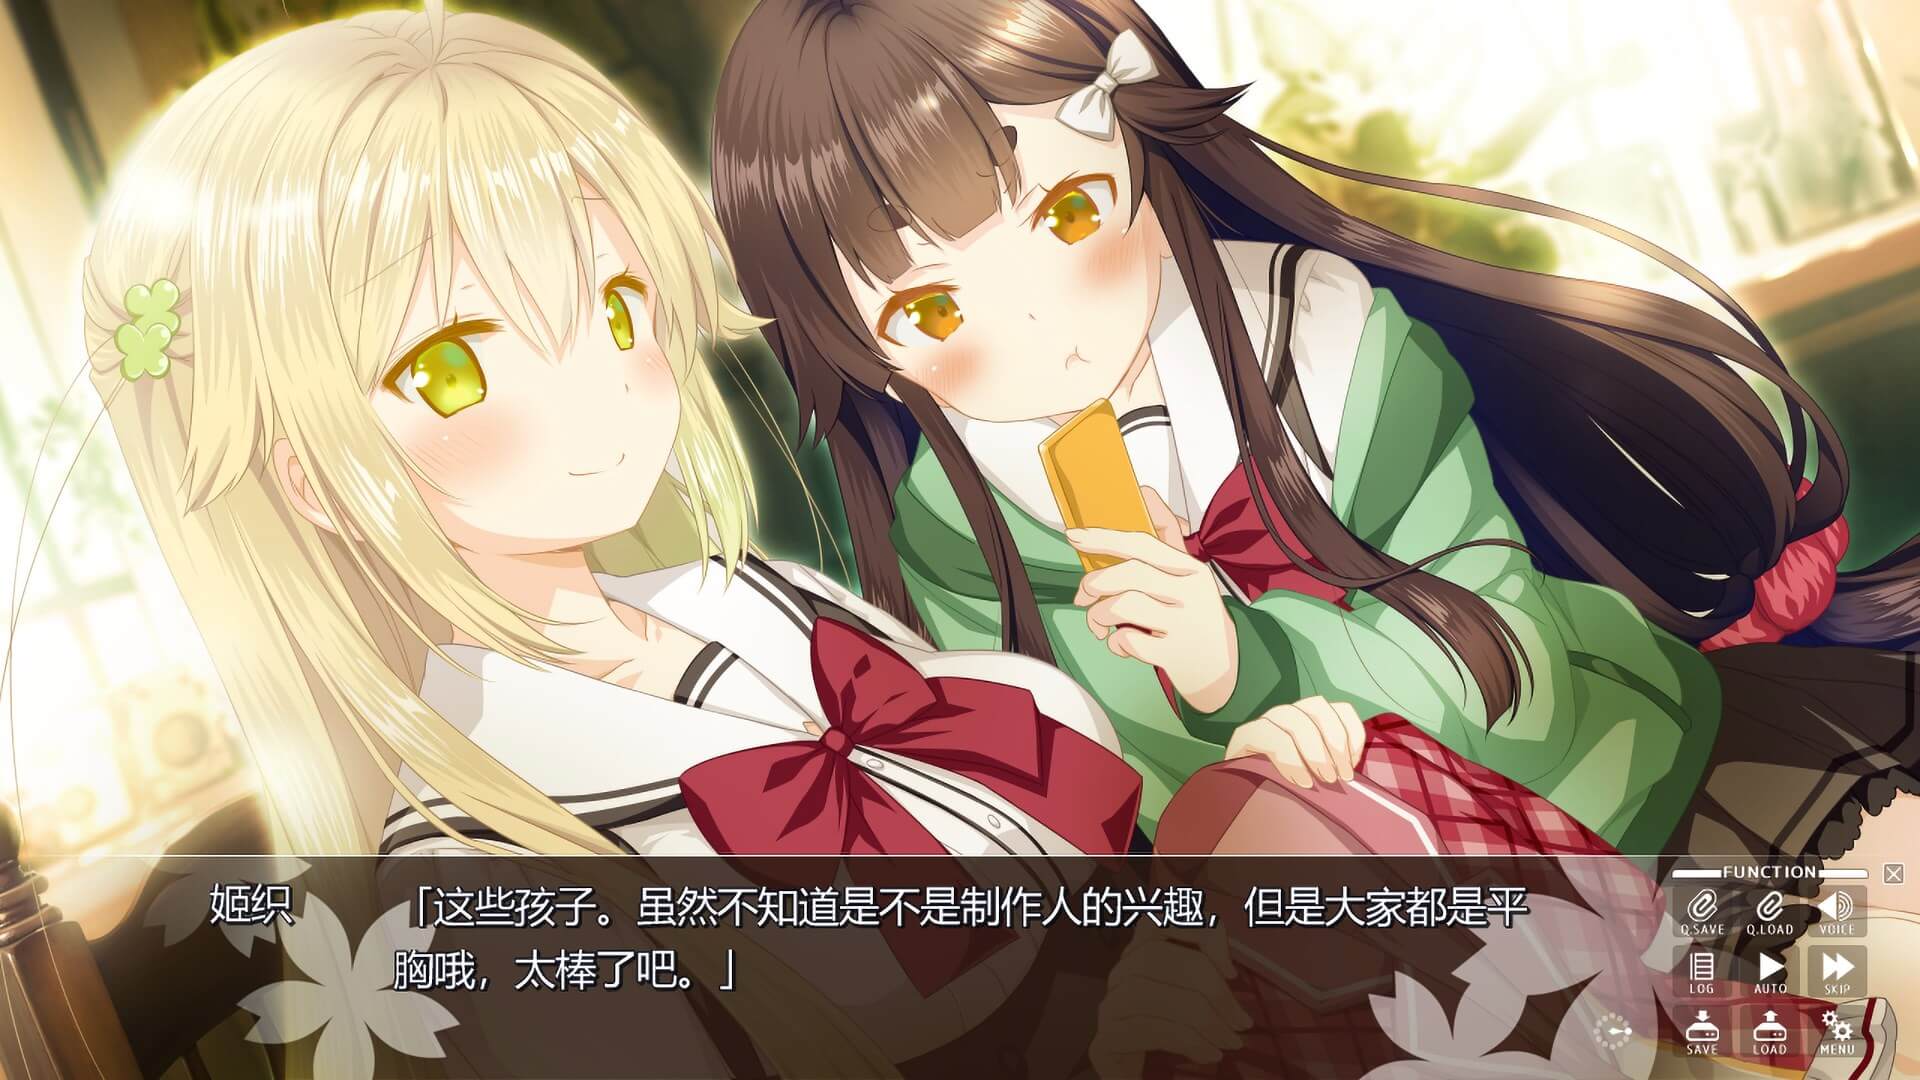 姬织
「这些孩子。虽然不知道是不是制作人的兴趣，但是大家都是平
胸哦，太棒了吧。」
FUNCTION
Q.SAVE Q.LOAD VOICE
LOG AUTO SKIP
SAVE LOAD MENU